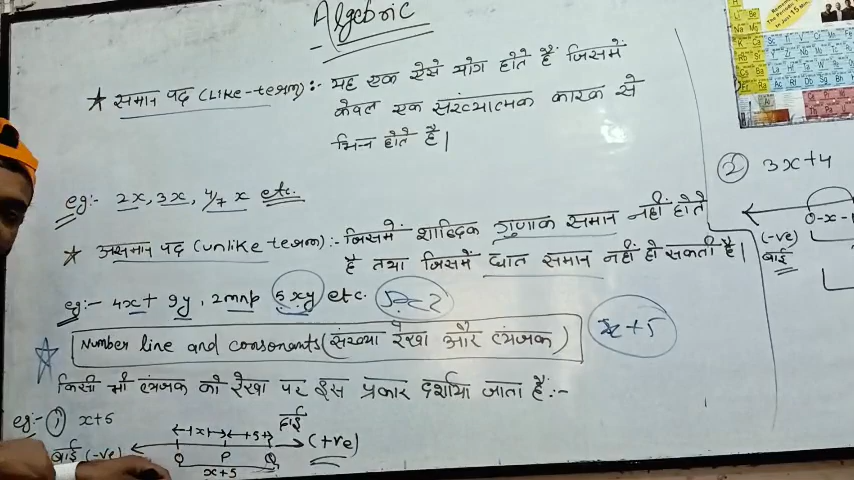 Algebric
★ समान पद (Like-term):- यह एक ऐसे योग होते हैं जिसमें
केवल एक संख्यात्मक कारक से
भिन्न होते है।
eg:- 2x, 3x, 4/7 x etc.
★ असमान पद (unlike-term):- जिसमें शाब्दिक गुणाक समान नहीं होते
है तथा जिसमें घात समान नहीं हो सकती है।
eg:- 4x + 9y, 2mnp 5xy etc.
Number line and consonants (संख्या रेखा और व्यंजक)
x+5
किसी भी व्यंजक को रेखा पर इस प्रकार दर्शाया जाता है:-
eg:- (1) x+5
बाई (-ve)
x
5
दाई
(+ve)
O P Q
x+5
(2) 3x+4
O-x-
(-ve)
बाई